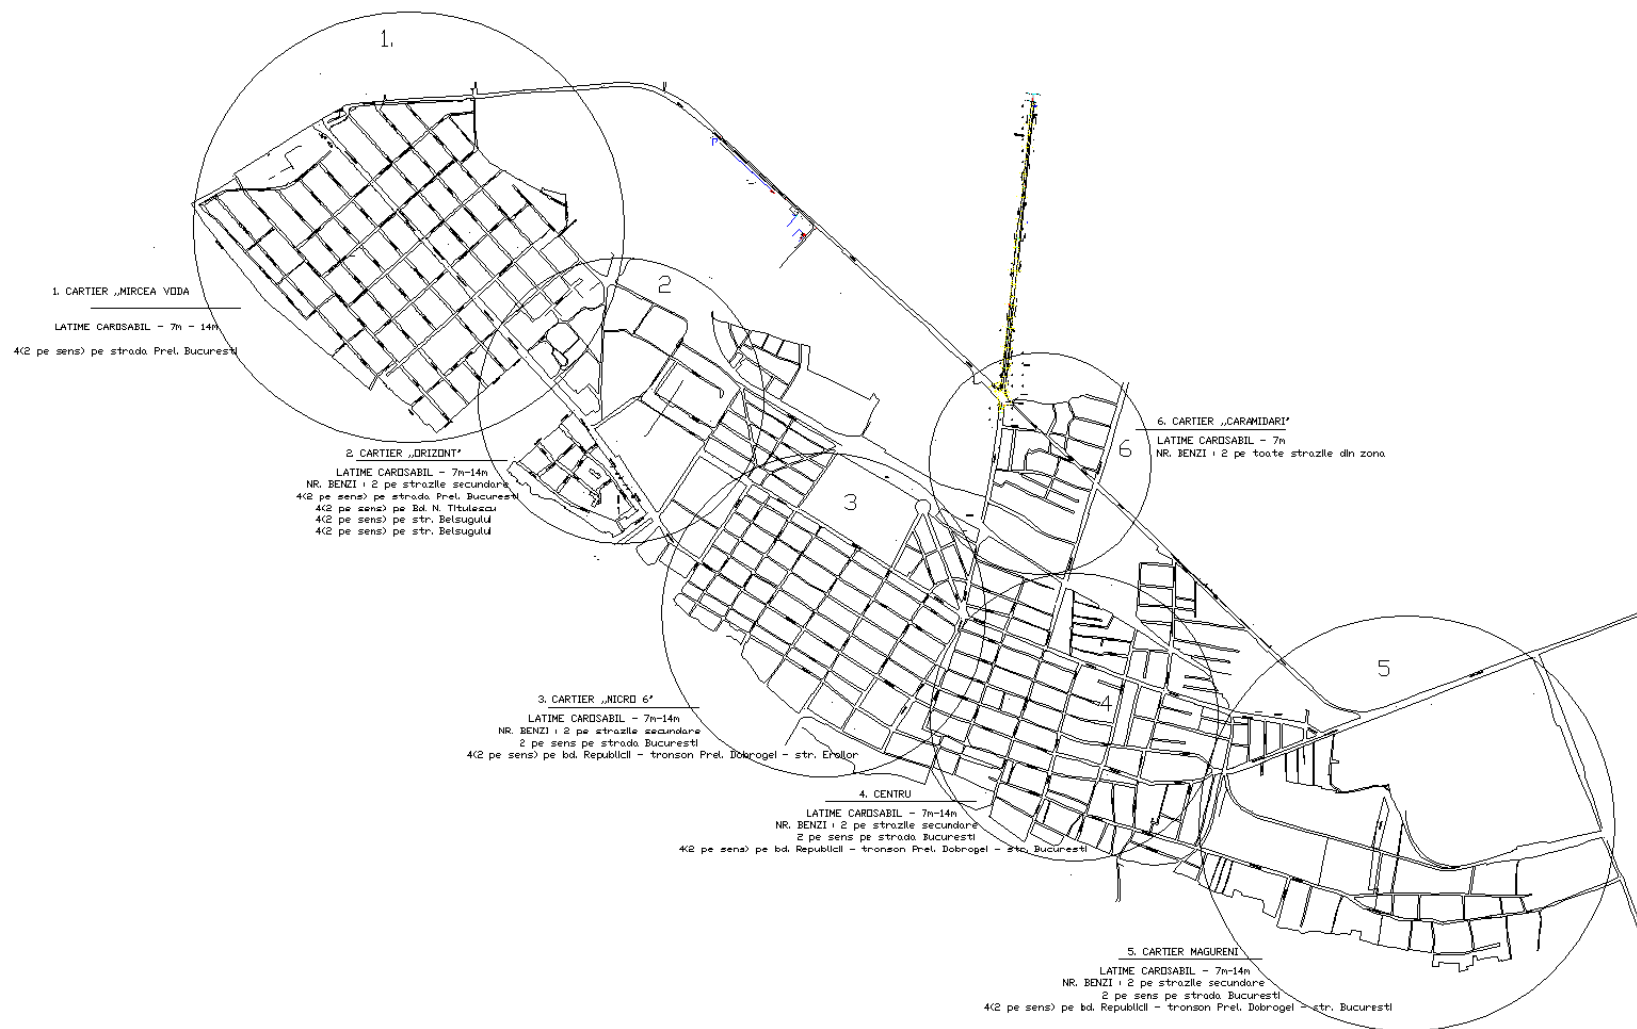 1.
2
3
4
5
6
1. CARTIER „MIRCEA VODA
LATIME CAROSABIL - 7m - 14m
4(2 pe sens) pe strada Prel. Bucuresti
2. CARTIER „ORIZONT"
LATIME CAROSABIL - 7m-14m
NR. BENZI : 2 pe strazile secundare
4(2 pe sens) pe strada Prel. Bucuresti
4(2 pe sens) pe Bd. N. Titulescu
4(2 pe sens) pe str. Belsugului
4(2 pe sens) pe str. Belsugului
6. CARTIER „CARAMIDARI"
LATIME CAROSABIL - 7m
NR. BENZI : 2 pe toate strazile din zona
3. CARTIER „MICRO 6"
LATIME CAROSABIL - 7m-14m
NR. BENZI : 2 pe strazile secundare
2 pe sens pe strada Bucuresti
4(2 pe sens) pe bd. Republicii - tronson Prel. Dobrogei - str. Eroilor
4. CENTRU
LATIME CAROSABIL - 7m-14m
NR. BENZI : 2 pe strazile secundare
2 pe sens pe strada Bucuresti
4(2 pe sens) pe bd. Republicii - tronson Prel. Dobrogei - str. Bucuresti
5. CARTIER MAGURENI
LATIME CAROSABIL - 7m-14m
NR. BENZI : 2 pe strazile secundare
2 pe sens pe strada Bucuresti
4(2 pe sens) pe bd. Republicii - tronson Prel. Dobrogei - str. Bucuresti